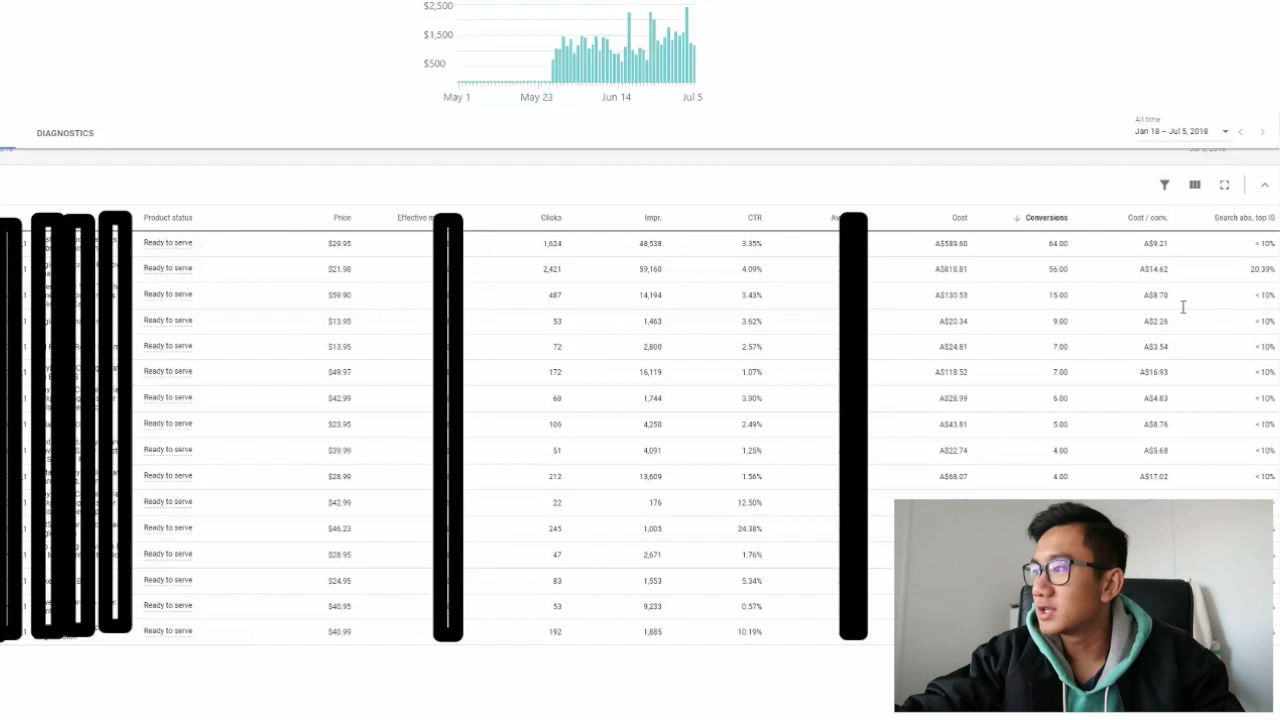 $2,500
$1,500
$500
May 1 May 23 Jun 14 Jul 5
All time
DIAGNOSTICS Jan 18 – Jul 5, 2018
Product status Price Effective Clicks Impr. CTR Cost Conversions Cost / conv. Search abs. top IS
Ready to serve $29.95 1,624 48,538 3.35% A$589.60 64.00 A$9.21 < 10%
Ready to serve $21.98 2,421 59,160 4.09% A$818.81 56.00 A$14.62 20.39%
Ready to serve $59.90 487 14,194 3.43% A$130.53 15.00 A$8.70 < 10%
Ready to serve $13.95 53 1,463 3.62% A$20.34 9.00 A$2.26 < 10%
Ready to serve $13.95 72 2,800 2.57% A$24.81 7.00 A$3.54 < 10%
Ready to serve $49.97 172 16,119 1.07% A$118.52 7.00 A$16.93 < 10%
Ready to serve $42.99 68 1,744 3.90% A$28.99 6.00 A$4.83 < 10%
Ready to serve $23.95 106 4,250 2.49% A$43.81 5.00 A$8.76 < 10%
Ready to serve $39.99 51 4,091 1.25% A$22.74 4.00 A$5.68 < 10%
Ready to serve $28.99 212 13,609 1.56% A$68.07 4.00 A$17.02 < 10%
Ready to serve $42.99 22 176 12.50%
Ready to serve $46.23 245 1,005 24.38%
Ready to serve $28.95 47 2,671 1.76%
Ready to serve $24.95 83 1,553 5.34%
Ready to serve $40.95 53 9,233 0.57%
Ready to serve $40.99 192 1,885 10.19%